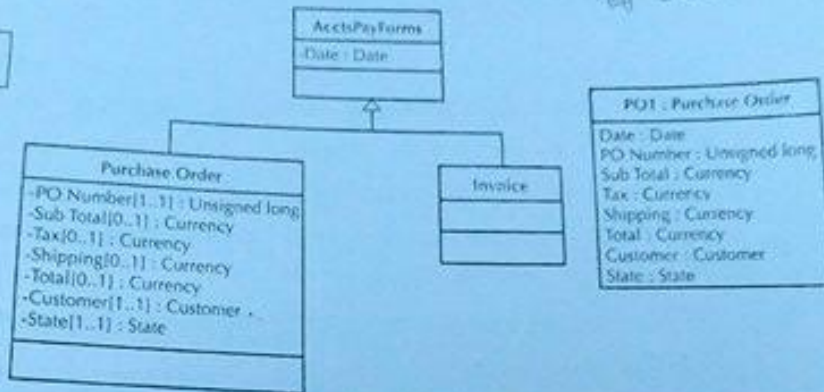 AcctsPayForms
-Date : Date
Purchase Order
-PO Number[1..1] : Unsigned long
-Sub Total[0..1] : Currency
-Tax[0..1] : Currency
-Shipping[0..1] : Currency
-Total[0..1] : Currency
-Customer[1..1] : Customer
-State[1..1] : State
Invoice
PO1 : Purchase Order
Date : Date
PO Number : Unsigned long
Sub Total : Currency
Tax : Currency
Shipping : Currency
Total : Currency
Customer : Customer
State : State